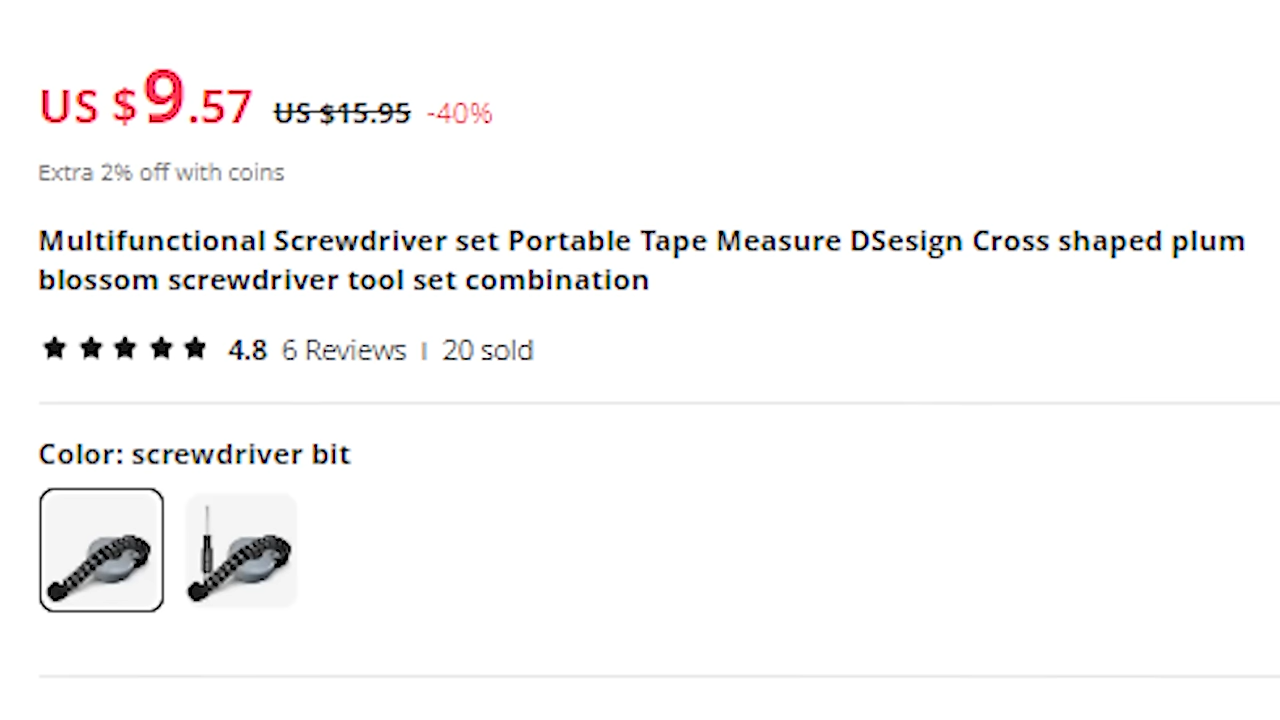 US $9.57 US $15.95 -40%
Extra 2% off with coins
Multifunctional Screwdriver set Portable Tape Measure DSesign Cross shaped plum
blossom screwdriver tool set combination
4.8 6 Reviews | 20 sold
Color: screwdriver bit